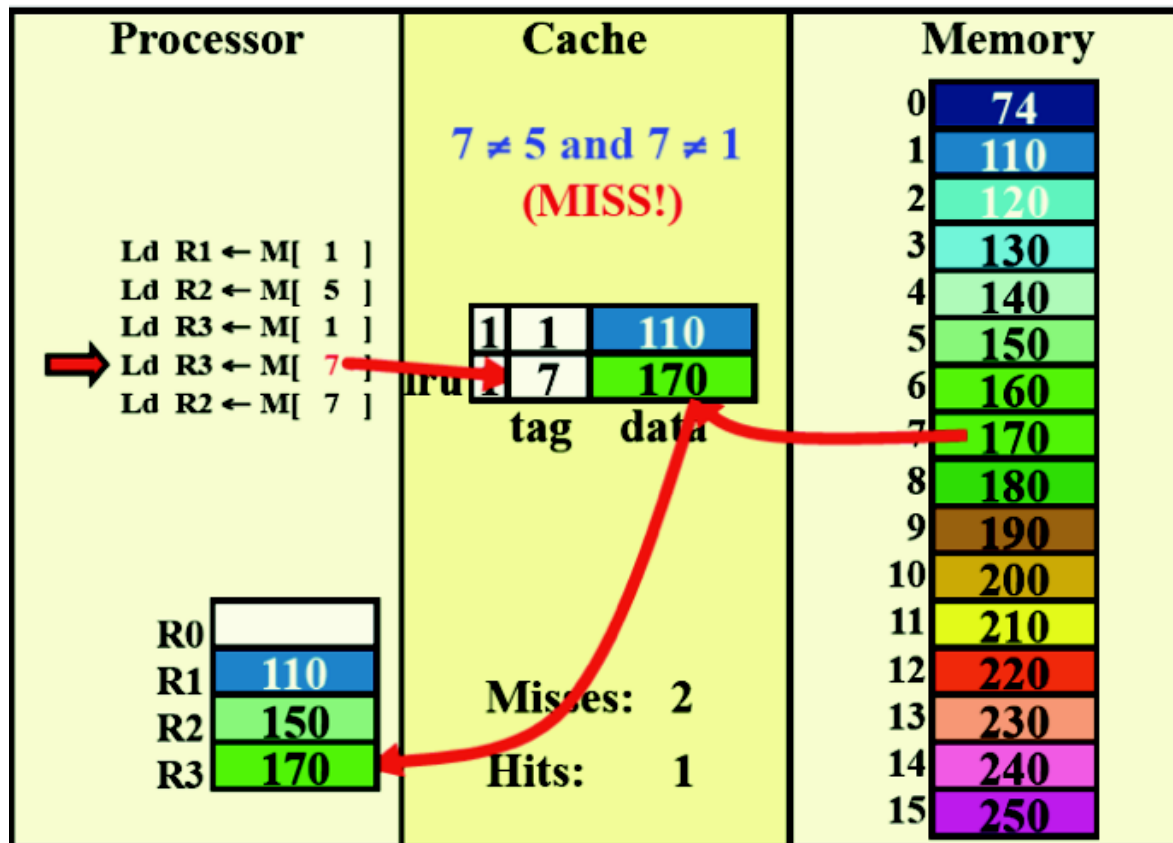 Processor
Cache
Memory
7 ≠ 5 and 7 ≠ 1
(MISS!)
Ld R1 ← M[ 1 ]
Ld R2 ← M[ 5 ]
Ld R3 ← M[ 1 ]
Ld R3 ← M[ 7 ]
Ld R2 ← M[ 7 ]
1 1 110
lru 1 7 170
tag data
R0
R1 110
R2 150
R3 170
Misses: 2
Hits: 1
0 74
1 110
2 120
3 130
4 140
5 150
6 160
7 170
8 180
9 190
10 200
11 210
12 220
13 230
14 240
15 250